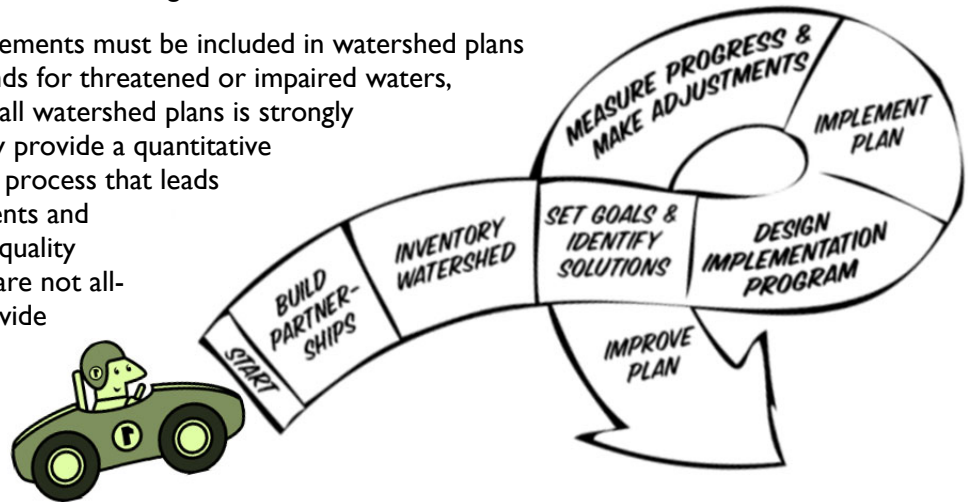 ements must be included in watershed plans
nds for threatened or impaired waters,
all watershed plans is strongly
provide a quantitative
process that leads
ents and
quality
are not all-
vide
START
BUILD
PARTNER-
SHIPS
INVENTORY
WATERSHED
SET GOALS &
IDENTIFY
SOLUTIONS
DESIGN
IMPLEMENTATION
PROGRAM
IMPLEMENT
PLAN
MEASURE PROGRESS &
MAKE ADJUSTMENTS
IMPROVE
PLAN